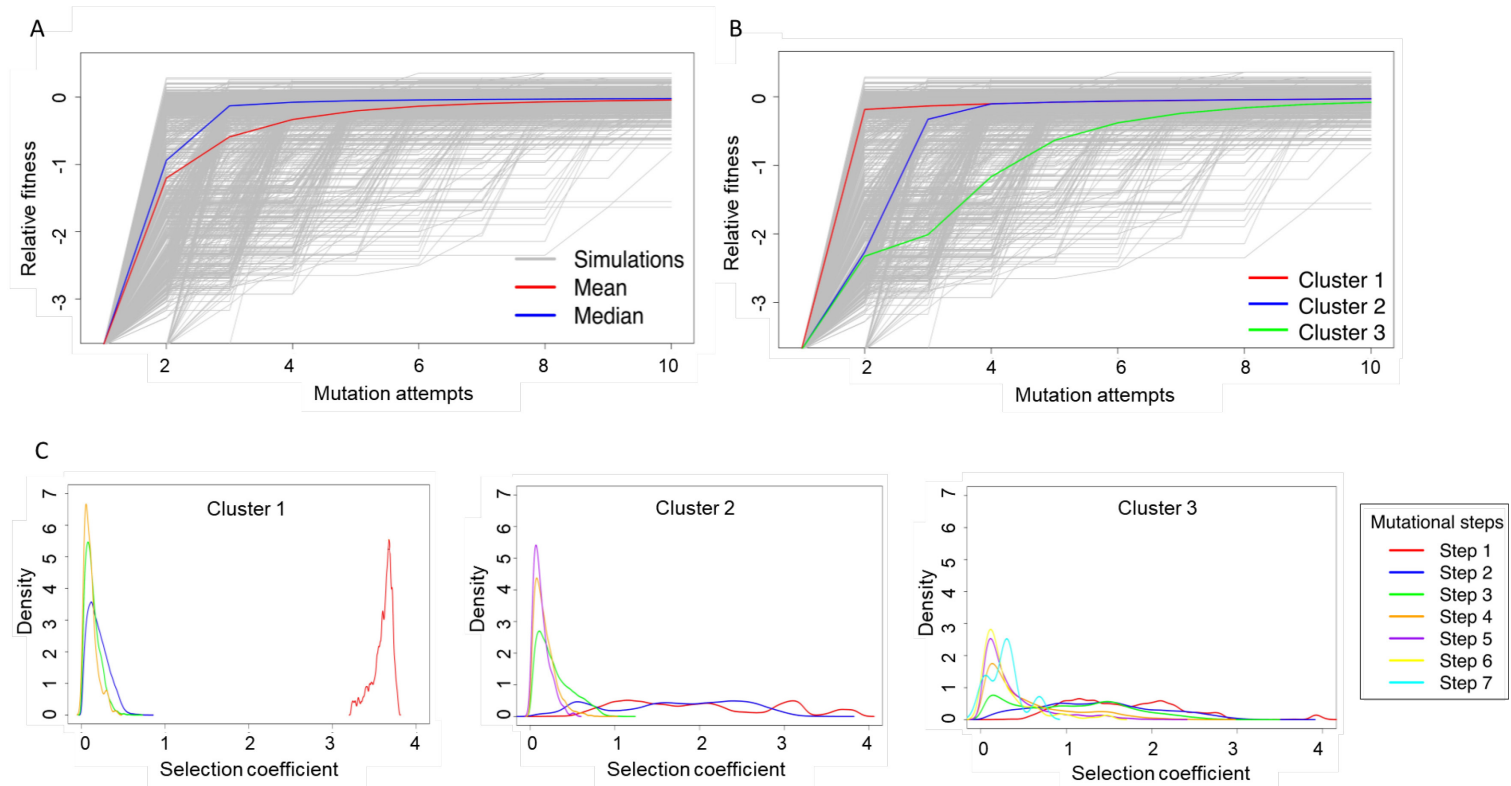 A
Relative fitness
0
-1
-2
-3
Simulations
Mean
Median
2 4 6 8 10
Mutation attempts
B
Relative fitness
0
-1
-2
-3
Cluster 1
Cluster 2
Cluster 3
2 4 6 8 10
Mutation attempts
C
Cluster 1
Density
7
6
5
4
3
2
1
0
0 1 2 3 4
Selection coefficient
Cluster 2
Density
7
6
5
4
3
2
1
0
0 1 2 3 4
Selection coefficient
Cluster 3
Density
7
6
5
4
3
2
1
0
0 1 2 3 4
Selection coefficient
Mutational steps
Step 1
Step 2
Step 3
Step 4
Step 5
Step 6
Step 7